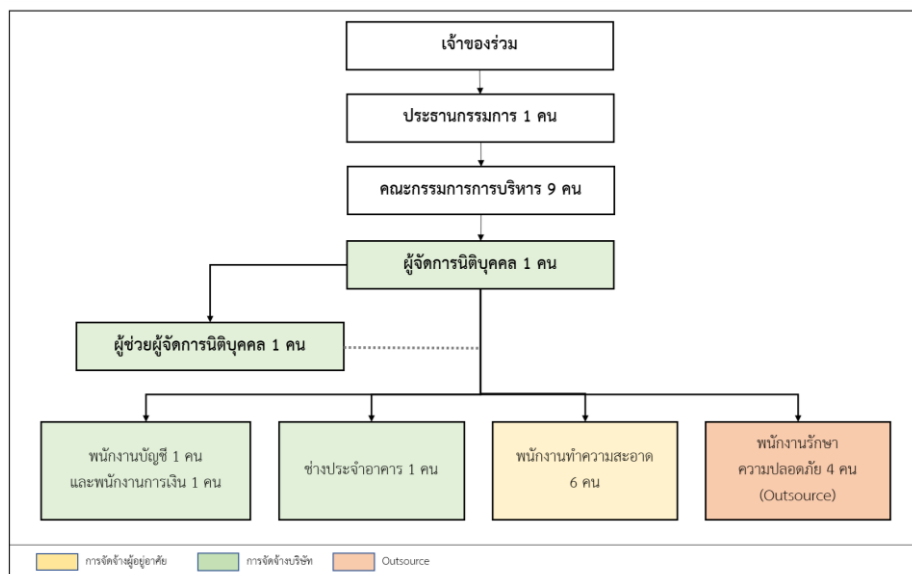 เจ้าของร่วม
ประธานกรรมการ 1 คน
คณะกรรมการการบริหาร 9 คน
ผู้จัดการนิติบุคคล 1 คน
ผู้ช่วยผู้จัดการนิติบุคคล 1 คน
พนักงานบัญชี 1 คน
และพนักงานการเงิน 1 คน
ช่างประจำอาคาร 1 คน
พนักงานทำความสะอาด
6 คน
พนักงานรักษา
ความปลอดภัย 4 คน
(Outsource)
การจัดจ้างผู้อยู่อาศัย
การจัดจ้างบริษัท
Outsource